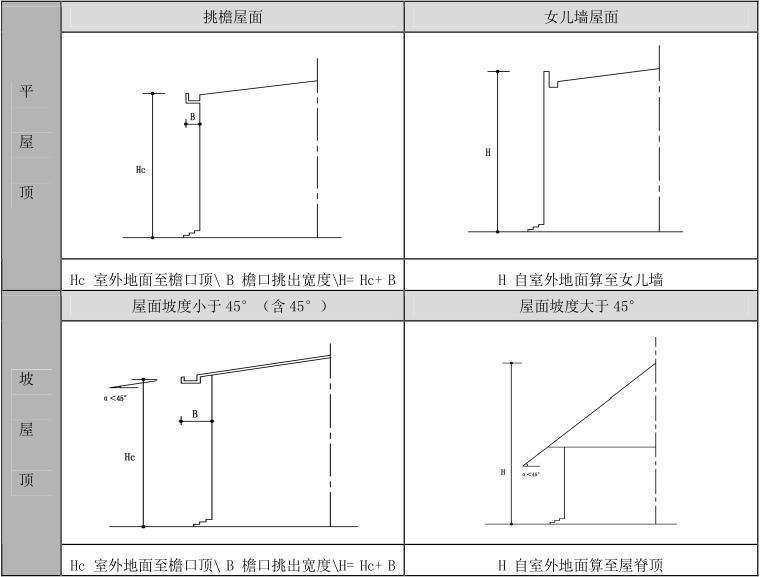 挑檐屋面
女儿墙屋面
平
屋
顶
B
Hc
H
Hc 室外地面至檐口顶\ B 檐口挑出宽度\H= Hc+ B
H 自室外地面算至女儿墙
屋面坡度小于 45° （含 45° ）
屋面坡度大于 45°
坡
屋
顶
α＜45°
B
Hc
H
α＜45°
Hc 室外地面至檐口顶\ B 檐口挑出宽度\H= Hc+ B
H 自室外地面算至屋脊顶